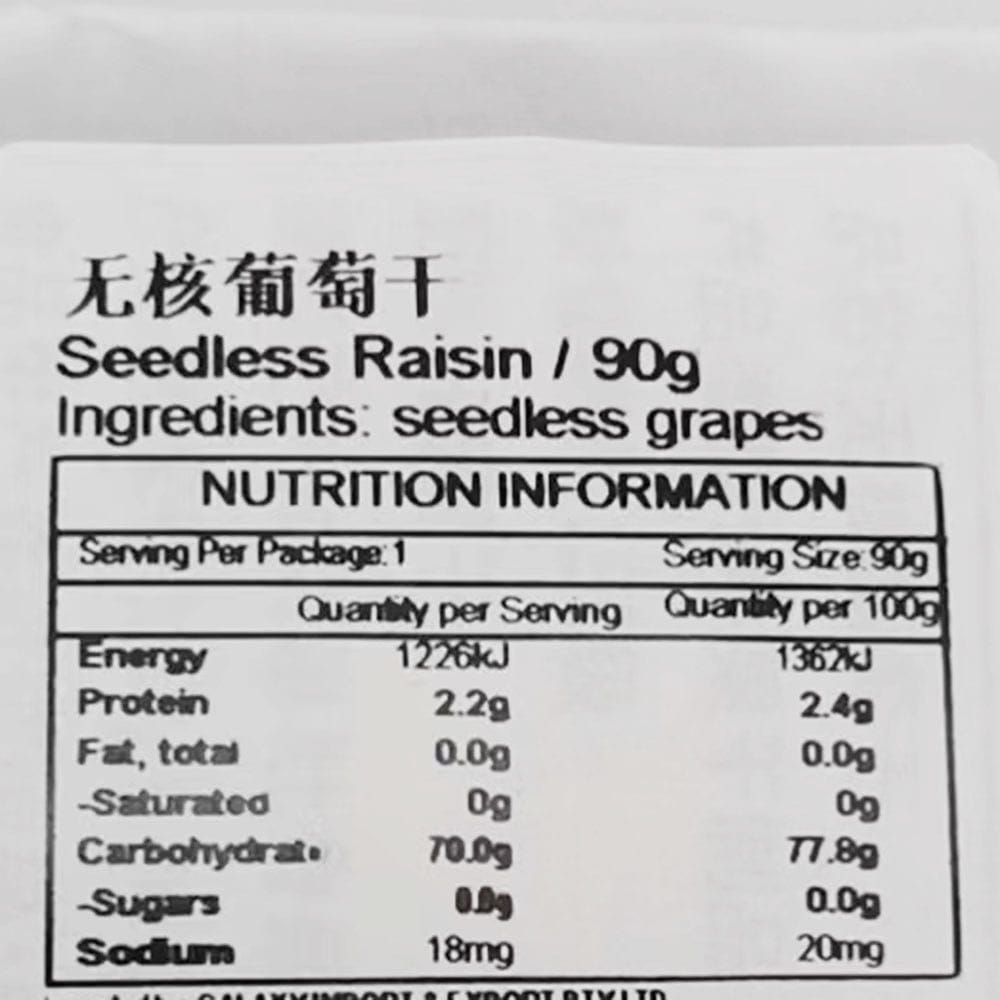 无核葡萄干
Seedless Raisin / 90g
Ingredients: seedless grapes
NUTRITION INFORMATION
Serving Per Package: 1 Serving Size: 90g
Quantity per Serving Quantity per 100g
Energy 1226kJ 1362kJ
Protein 2.2g 2.4g
Fat, total 0.0g 0.0g
-Saturated 0g 0g
Carbohydrate 70.0g 77.8g
-Sugars 0.0g 0.0g
Sodium 18mg 20mg